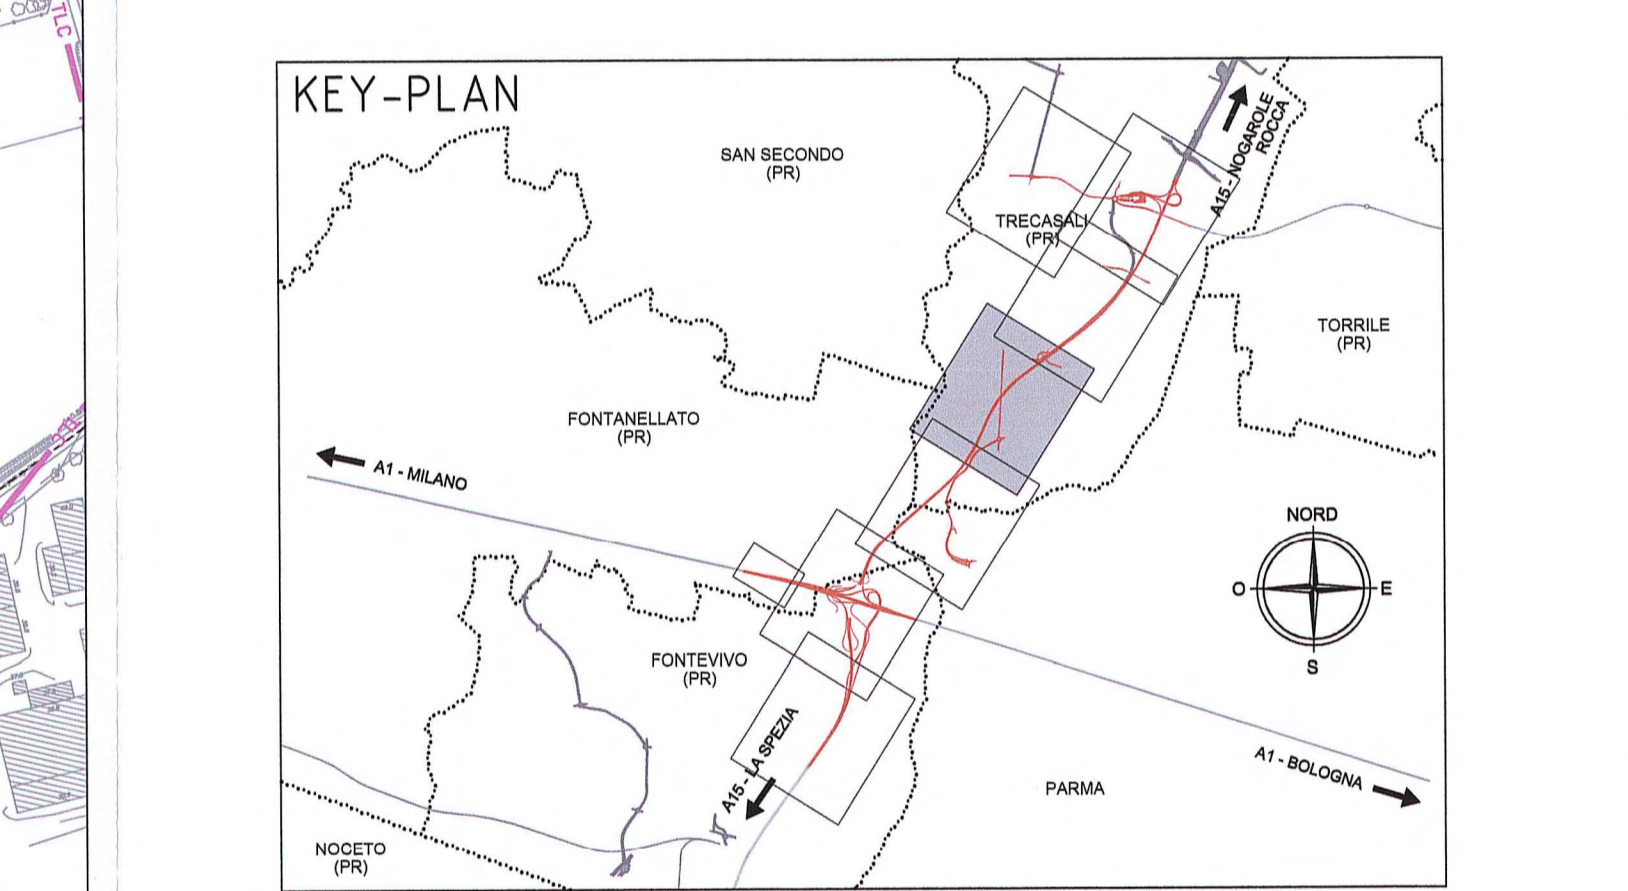 TLC
KEY-PLAN
SAN SECONDO
(PR)
A15 - NOGAROLE
ROCCA
TRECASALI
(PR)
TORRILE
(PR)
FONTANELLATO
(PR)
A1 - MILANO
NORD
O
E
S
FONTEVIVO
(PR)
A15 - LA SPEZIA
A1 - BOLOGNA
PARMA
NOCETO
(PR)